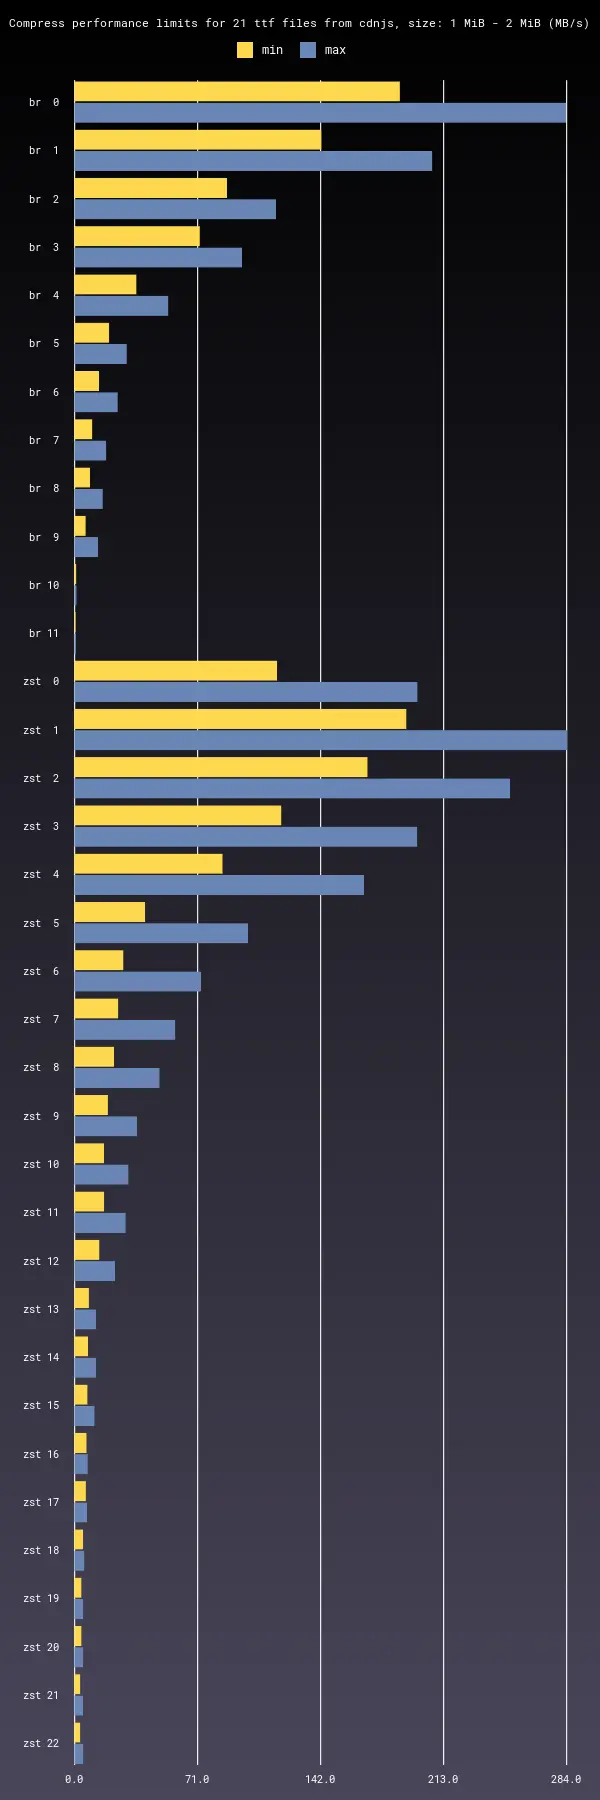 Compress performance limits for 21 ttf files from cdnjs, size: 1 MiB - 2 MiB (MB/s)
min max
br 0
br 1
br 2
br 3
br 4
br 5
br 6
br 7
br 8
br 9
br 10
br 11
zst 0
zst 1
zst 2
zst 3
zst 4
zst 5
zst 6
zst 7
zst 8
zst 9
zst 10
zst 11
zst 12
zst 13
zst 14
zst 15
zst 16
zst 17
zst 18
zst 19
zst 20
zst 21
zst 22
0.0 71.0 142.0 213.0 284.0